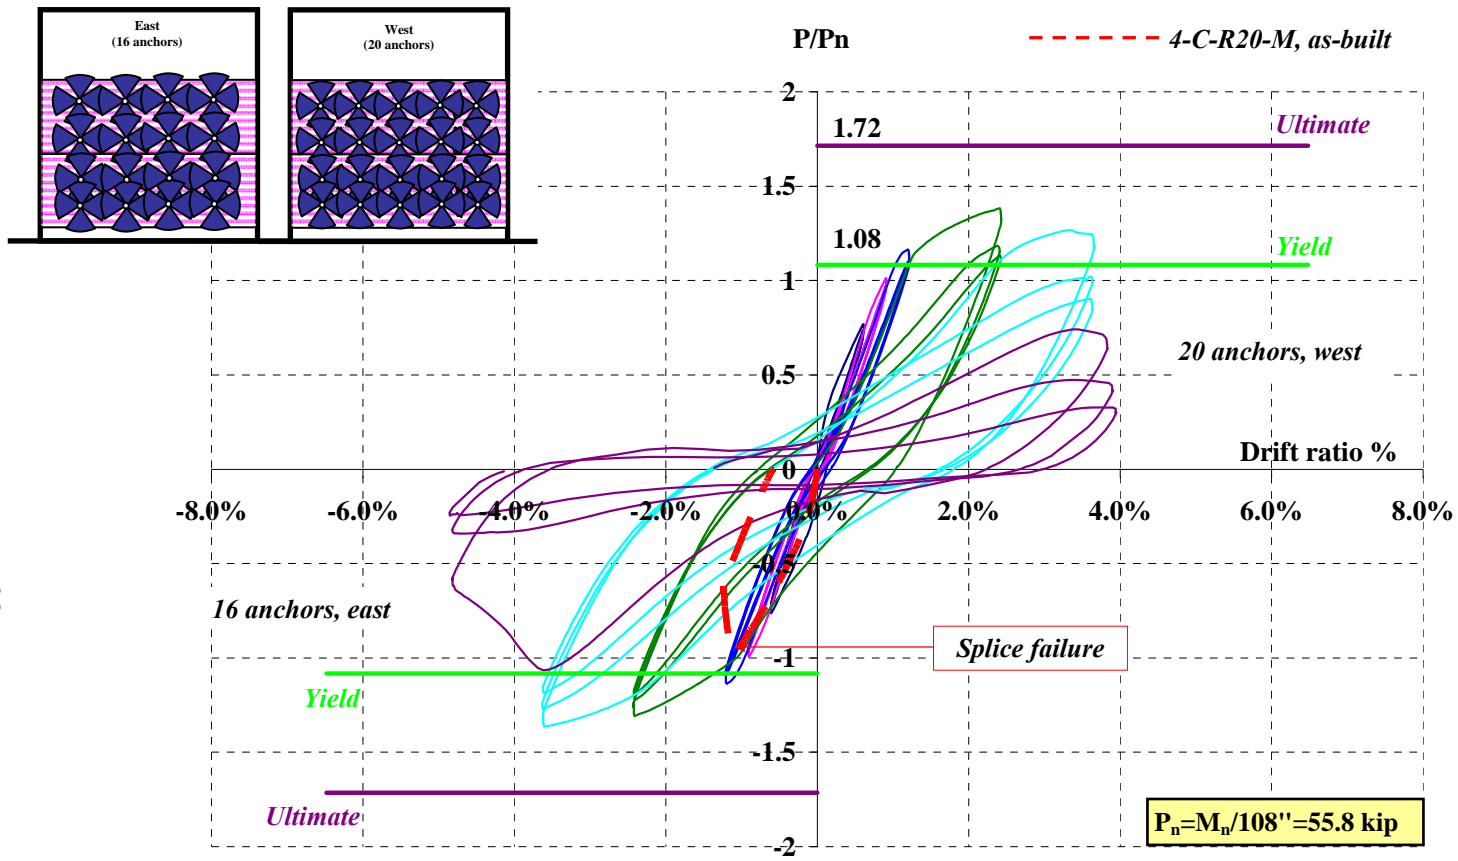 East
(16 anchors)
West
(20 anchors)
P/Pn
4-C-R20-M, as-built
2
1.72
Ultimate
1.5
1.08
Yield
1
20 anchors, west
0.5
Drift ratio %
0
-8.0%
-6.0%
-4.0%
-2.0%
0.0%
2.0%
4.0%
6.0%
8.0%
-0.5
16 anchors, east
Splice failure
-1
Yield
-1.5
Ultimate
Pn=Mn/108"=55.8 kip
-2